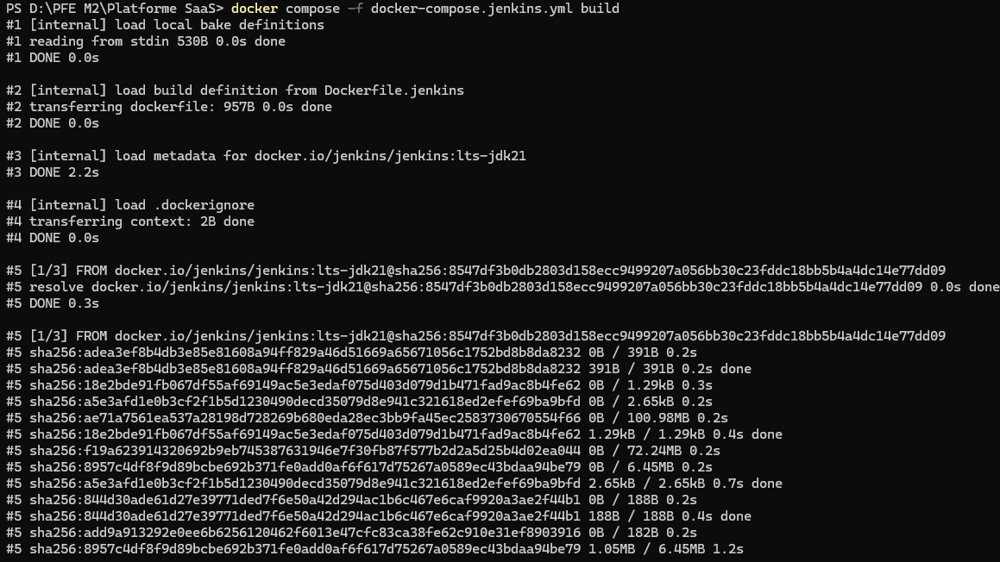 PS D:\PFE M2\Platforme SaaS> docker compose -f docker-compose.jenkins.yml build
#1 [internal] load local bake definitions
#1 reading from stdin 530B 0.0s done
#1 DONE 0.0s
#2 [internal] load build definition from Dockerfile.jenkins
#2 transferring dockerfile: 957B 0.0s done
#2 DONE 0.0s
#3 [internal] load metadata for docker.io/jenkins/jenkins:lts-jdk21
#3 DONE 2.2s
#4 [internal] load .dockerignore
#4 transferring context: 2B done
#4 DONE 0.0s
#5 [1/3] FROM docker.io/jenkins/jenkins:lts-jdk21@sha256:8547df3b0db2803d158ecc9499207a056bb30c23fddc18bb5b4a4dc14e77dd09
#5 resolve docker.io/jenkins/jenkins:lts-jdk21@sha256:8547df3b0db2803d158ecc9499207a056bb30c23fddc18bb5b4a4dc14e77dd09 0.0s done
#5 DONE 0.3s
#5 [1/3] FROM docker.io/jenkins/jenkins:lts-jdk21@sha256:8547df3b0db2803d158ecc9499207a056bb30c23fddc18bb5b4a4dc14e77dd09
#5 sha256:adea3ef8b4db3e85e81608a94ff829a46d51669a65671056c1752bd8b8da8232 0B / 391B 0.2s
#5 sha256:adea3ef8b4db3e85e81608a94ff829a46d51669a65671056c1752bd8b8da8232 391B / 391B 0.2s done
#5 sha256:18e2bde91fb067df55af69149ac5e3edaf075d403d079d1b471fad9ac8b4fe62 0B / 1.29kB 0.3s
#5 sha256:a5e3afd1e0b3cf2f1b5d1230490decd35079d8e941c321618ed2efef69ba9bfd 0B / 2.65kB 0.2s
#5 sha256:ae71a7561ea537a28198d728269b680eda28ec3bb9fa45ec2583730670554f66 0B / 100.98MB 0.2s
#5 sha256:18e2bde91fb067df55af69149ac5e3edaf075d403d079d1b471fad9ac8b4fe62 1.29kB / 1.29kB 0.4s done
#5 sha256:f19a623914320692b9eb745387631946e7f30fb87f577b2d2a5d25b4d02ea044 0B / 72.24MB 0.2s
#5 sha256:8957c4df8f9d89bcbe692b371fe0add0af6f617d75267a0589ec43bdaa94be79 0B / 6.45MB 0.2s
#5 sha256:a5e3afd1e0b3cf2f1b5d1230490decd35079d8e941c321618ed2efef69ba9bfd 2.65kB / 2.65kB 0.7s done
#5 sha256:844d30ade61d27e39771ded7f6e50a42d294ac1b6c467e6caf9920a3ae2f44b1 0B / 188B 0.2s
#5 sha256:844d30ade61d27e39771ded7f6e50a42d294ac1b6c467e6caf9920a3ae2f44b1 188B / 188B 0.4s done
#5 sha256:add9a913292e0ee6b6256120462f6013e47cfc83ca38fe62c910e31ef8903916 0B / 182B 0.2s
#5 sha256:8957c4df8f9d89bcbe692b371fe0add0af6f617d75267a0589ec43bdaa94be79 1.05MB / 6.45MB 1.2s